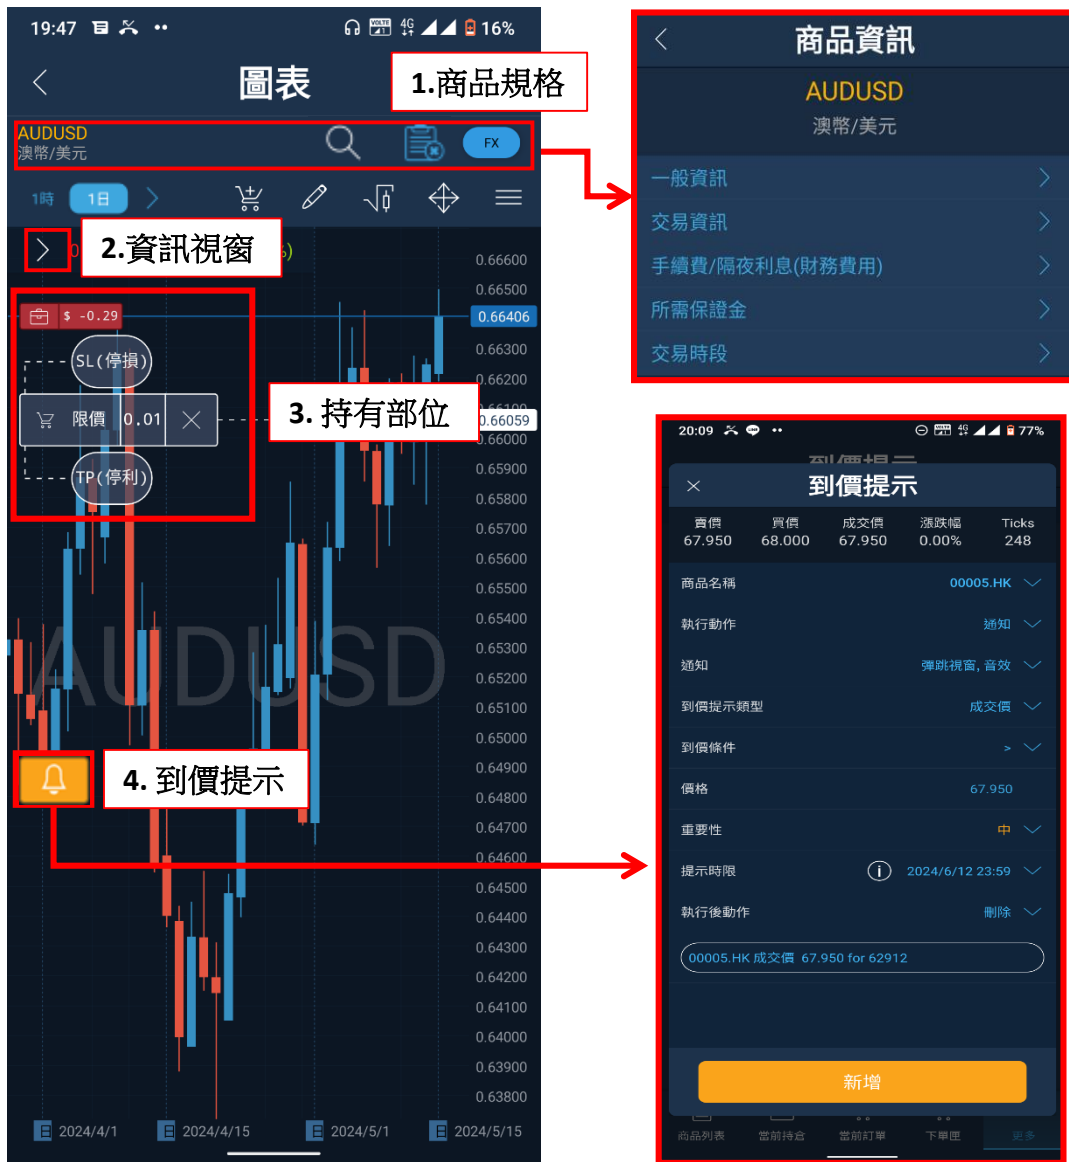 19:47
VOLTE
4G
16%
圖表
1.商品規格
AUDUSD
澳幣/美元
FX
1時
1日
2.資訊視窗
%)
0.66600
0.66500
$ -0.29
0.66406
SL(停損)
0.66300
0.66200
限價
0.01
3. 持有部位
0.66100
0.66059
0.66000
TP(停利)
0.65900
0.65800
0.65700
0.65600
0.65500
0.65400
AUDUSD
0.65300
0.65200
0.65100
0.65000
4. 到價提示
0.64900
0.64800
0.64700
0.64600
0.64500
0.64400
0.64300
0.64200
0.64100
0.64000
0.63900
0.63800
2024/4/1
2024/4/15
2024/5/1
2024/5/15
商品資訊
AUDUSD
澳幣/美元
一般資訊
交易資訊
手續費/隔夜利息(財務費用)
所需保證金
交易時段
20:09
4G
77%
到價提示
到價提示
賣價 買價 成交價 漲跌幅 Ticks
67.950 68.000 67.950 0.00% 248
商品名稱 00005.HK
執行動作 通知
通知 彈跳視窗, 音效
到價提示類型 成交價
到價條件 >
價格 67.950
重要性 中
提示時限 i 2024/6/12 23:59
執行後動作 刪除
00005.HK 成交價 67.950 for 62912
新增
商品列表 當前持倉 當前訂單 下單匣 更多